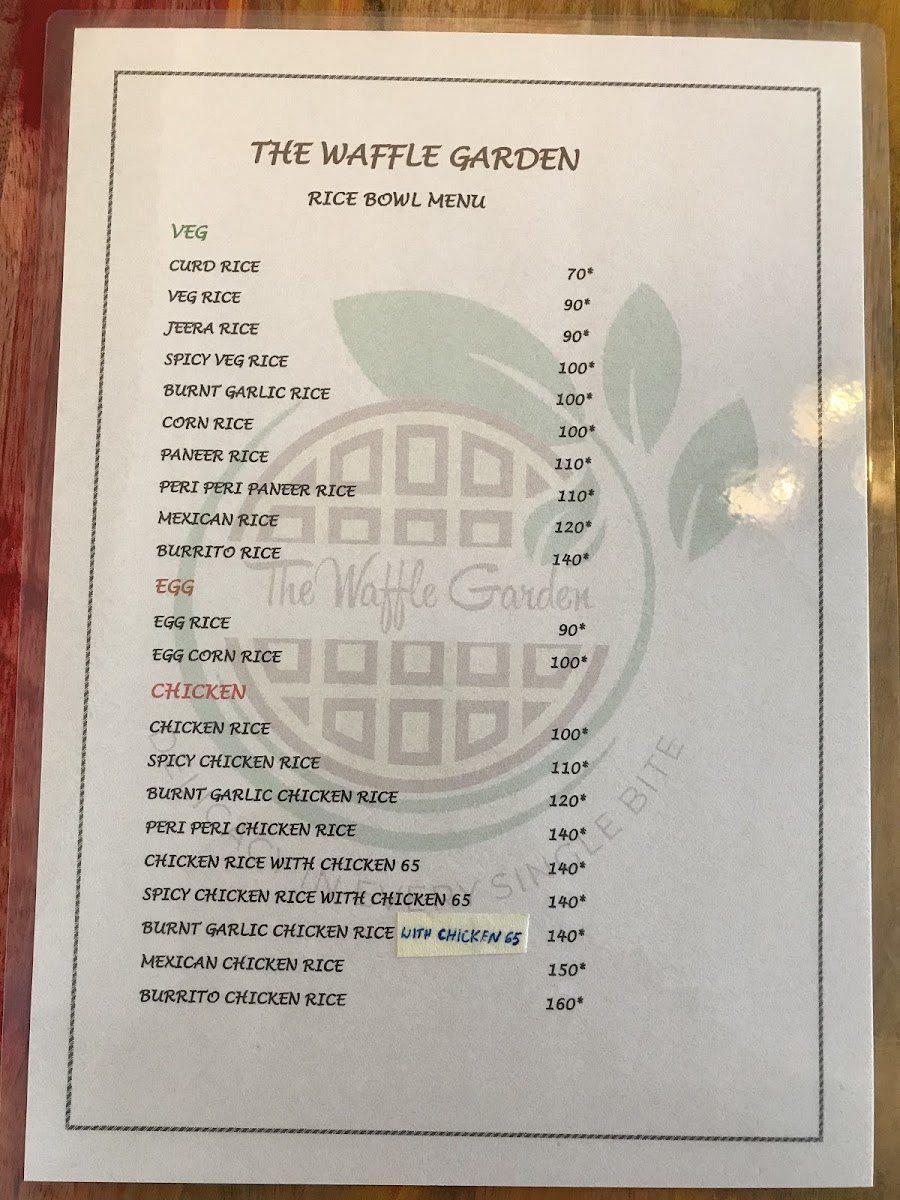 THE WAFFLE GARDEN
RICE BOWL MENU
VEG
CURD RICE 70*
VEG RICE 90*
JEERA RICE 90*
SPICY VEG RICE 100*
BURNT GARLIC RICE 100*
CORN RICE 100*
PANEER RICE 110*
PERI PERI PANEER RICE 110*
MEXICAN RICE 120*
BURRITO RICE 140*
The Waffle Garden
EGG
EGG RICE 90*
EGG CORN RICE 100*
CHICKEN
CHICKEN RICE 100*
SPICY CHICKEN RICE 110*
BURNT GARLIC CHICKEN RICE 120*
PERI PERI CHICKEN RICE 140*
CHICKEN RICE WITH CHICKEN 65 140*
SPICY CHICKEN RICE WITH CHICKEN 65 140*
BURNT GARLIC CHICKEN RICE WITH CHICKEN 65 140*
MEXICAN CHICKEN RICE 150*
BURRITO CHICKEN RICE 160*
IN EVERY SINGLE BITE